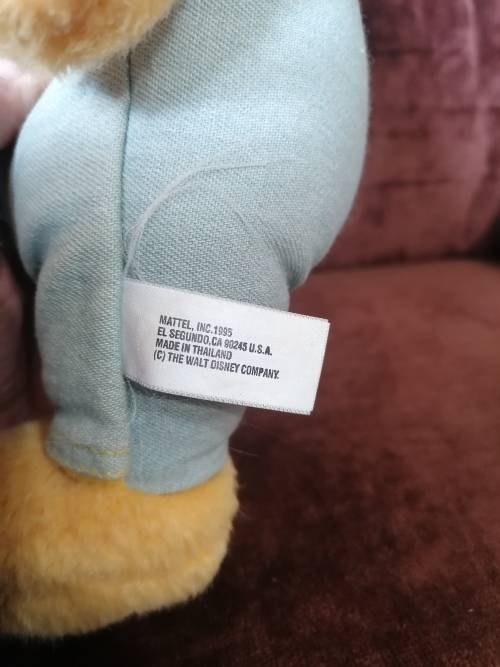 MATTEL, INC.1995
EL SEGUNDO,CA 90245 U.S.A.
MADE IN THAILAND
(C) THE WALT DISNEY COMPANY.